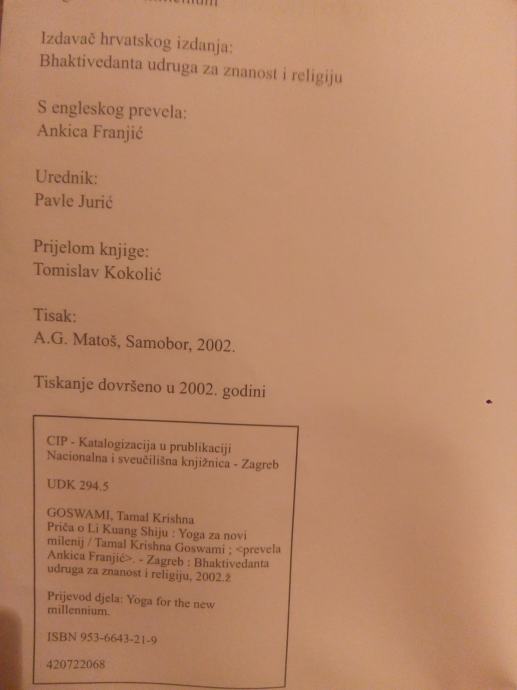 Izdavač hrvatskog izdanja:
Bhaktivedanta udruga za znanost i religiju
S engleskog prevela:
Ankica Franjić
Urednik:
Pavle Jurić
Prijelom knjige:
Tomislav Kokolić
Tisak:
A.G. Matoš, Samobor, 2002.
Tiskanje dovršeno u 2002. godini
CIP - Katalogizacija u prublikaciji
Nacionalna i sveučilišna knjižnica - Zagreb
UDK 294.5
GOSWAMI, Tamal Krishna
Priča o Li Kuang Shiju : Yoga za novi
milenij / Tamal Krishna Goswami ; <prevela
Ankica Franjić>. - Zagreb : Bhaktivedanta
udruga za znanost i religiju, 2002.ž
Prijevod djela: Yoga for the new
millennium.
ISBN 953-6643-21-9
420722068